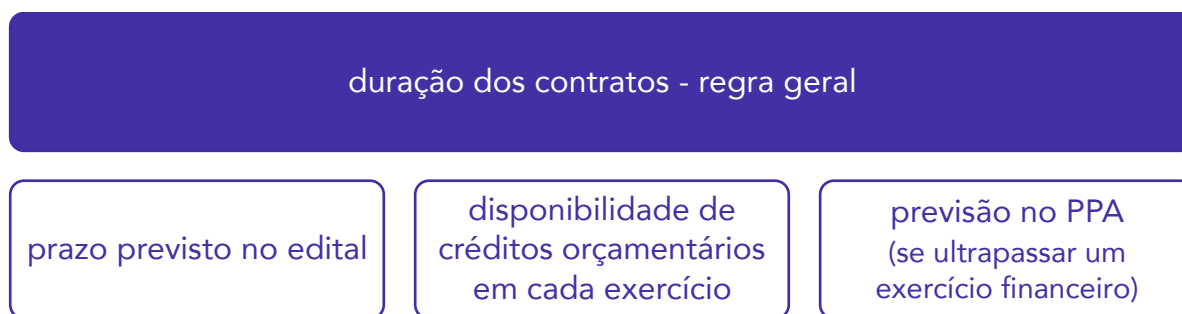 duração dos contratos - regra geral
prazo previsto no edital
disponibilidade de
créditos orçamentários
em cada exercício
previsão no PPA
(se ultrapassar um
exercício financeiro)